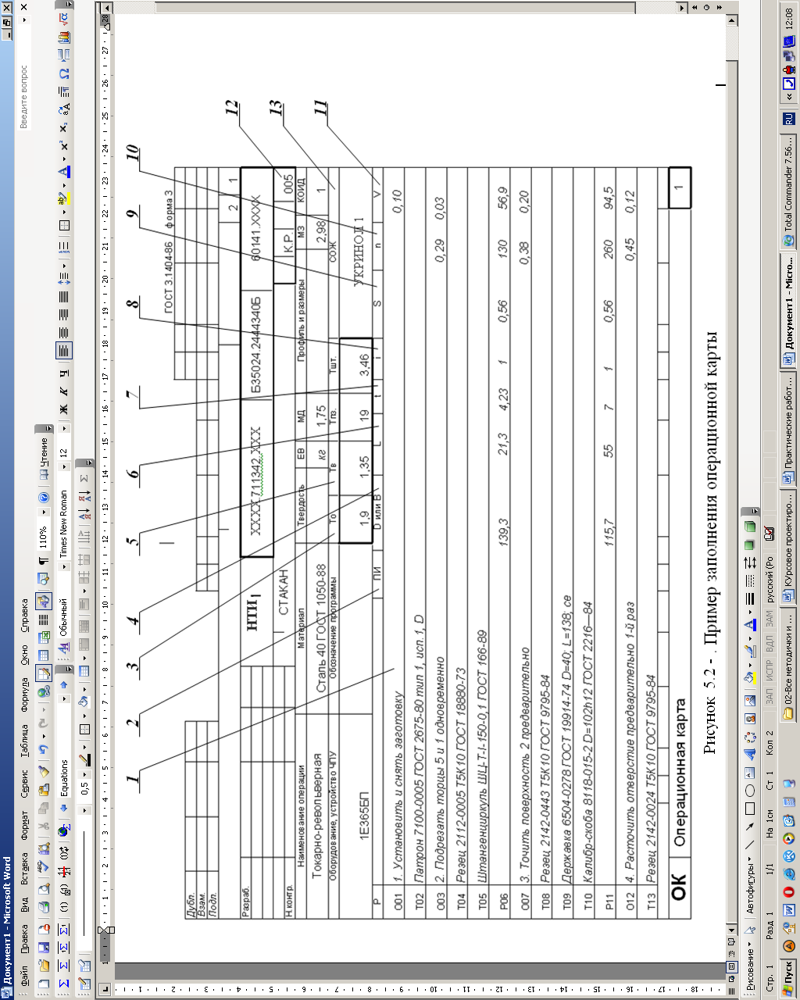 Документ1 - Microsoft Word
Файл Правка Вид Вставка Формат Сервис Таблица Окно Формула Справка
Введите вопрос
110% Чтение
Equations
Обычный Times New Roman 12 Ж К Ч
0,5
1 2 3 4 5 6 7 8 9 10
ГОСТ 3.1404-86 форма 3
Дубл.
Взам.
Подл.
2 1
Разраб.
НТИ
XXXXX.711342.XXX Б35024.2444340Б 60141.XXXX
12
СТАКАН К.Р. 005
Н.контр.
Наименование операции Материал Твердость ЕВ МД Профиль и размеры МЗ КОИД
13
Токарно-револьверная Сталь 40 ГОСТ 1050-88 кг 1,75 2,98 1
Оборудование, устройство ЧПУ Обозначение программы То Тв Тпз. Тшт. СОЖ
11
1Е365БП 1,9 1,35 19 3,46 УКРИНОЛ 1
Р ПИ D или В L t i S n V
О01 1. Установить и снять заготовку 0,10
Т02 Патрон 7100-0005 ГОСТ 2675-80 тип 1, исп. 1, D
О03 2. Подрезать торцы 5 и 1 одновременно 0,29 0,03
Т04 Резец 2112-0005 Т5К10 ГОСТ 18880-73
Т05 Штангенциркуль ШЦ-Т-I-150-0,1 ГОСТ 166-89
Р06 139,3 21,3 4,23 1 0,56 130 56,9
О07 3. Точить поверхность 2 предварительно 0,38 0,20
Т08 Резец 2142-0443 Т5К10 ГОСТ 9795-84
Т09 Державка 6504-0278 ГОСТ 19914-74 D=40; L=138; се
Т10 Калибр-скоба 8118-015-2 D=102h12 ГОСТ 2216—84
Р11 115,7 55 7 1 0,56 260 94,5
О12 4. Расточить отверстие предварительно 1-й раз 0,45 0,12
Т13 Резец 2142-0024 Т5К10 ГОСТ 9795-84
ОК Операционная карта 1
Рисунок 5.2 - . Пример заполнения операционной карты
Рисование Автофигуры
Стр. 1 Разд 1 1/1 На 1см Ст 1 Кол 2 ЗАП ИСПР ВДЛ ЗАМ русский (Ро
Пуск 02-Все методички и ... КУрсовое проектиро... Практические работ... Документ1 - Micro... Total Commander 7.56... RU 12:08